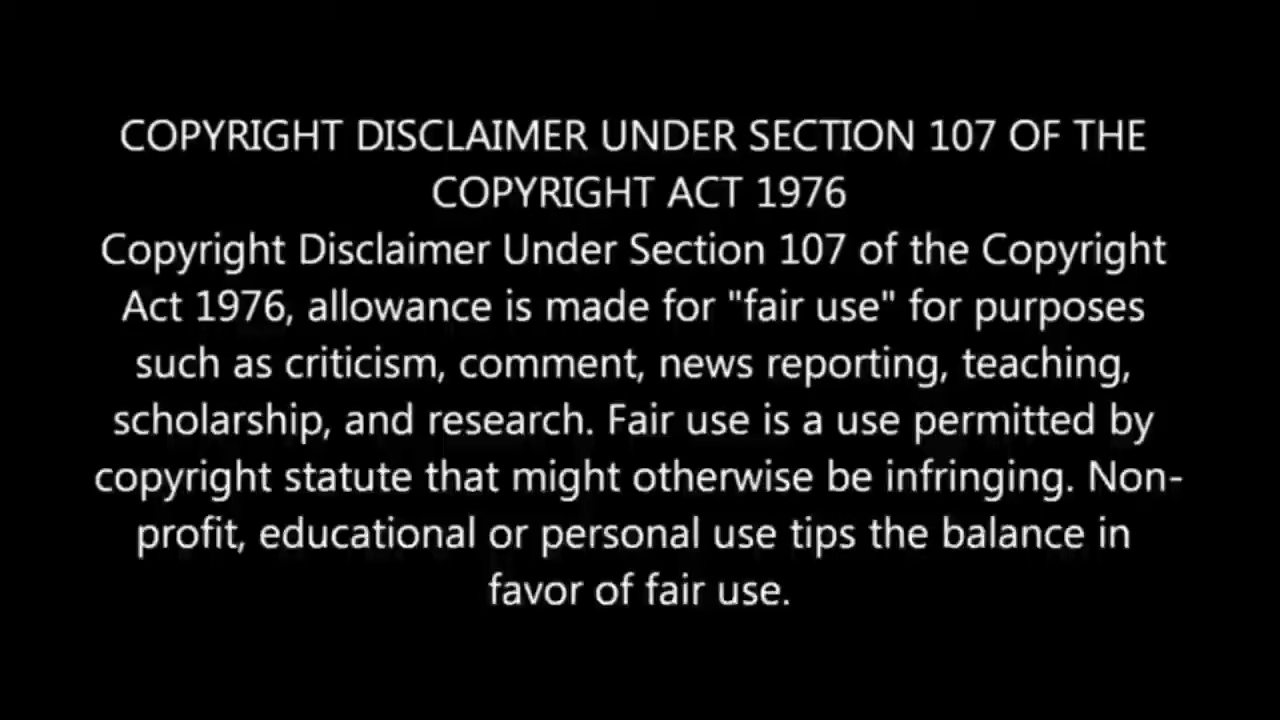 COPYRIGHT DISCLAIMER UNDER SECTION 107 OF THE
COPYRIGHT ACT 1976
Copyright Disclaimer Under Section 107 of the Copyright
Act 1976, allowance is made for "fair use" for purposes
such as criticism, comment, news reporting, teaching,
scholarship, and research. Fair use is a use permitted by
copyright statute that might otherwise be infringing. Non-
profit, educational or personal use tips the balance in
favor of fair use.